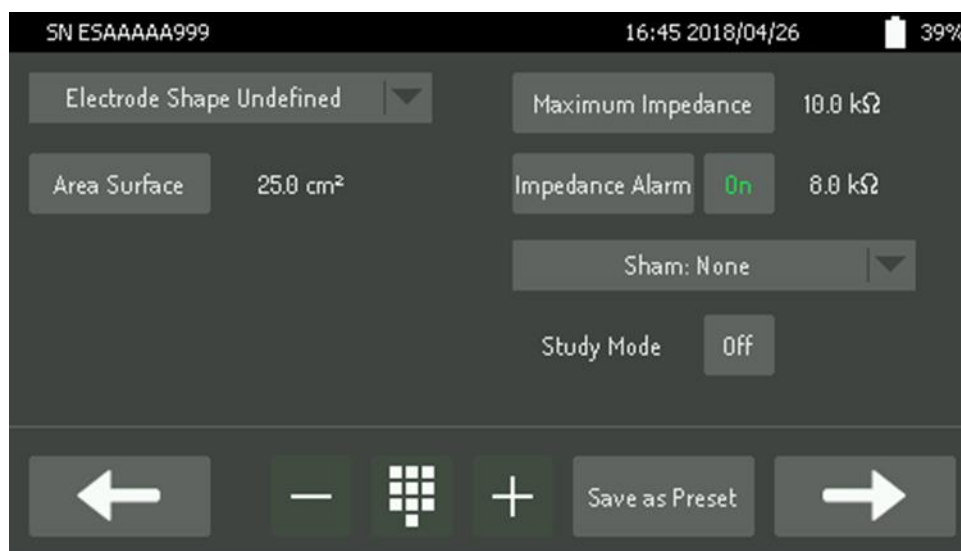 SN ESAAAAA999 16:45 2018/04/26 39%
Electrode Shape Undefined Maximum Impedance 10.0 kΩ
Area Surface 25.0 cm² Impedance Alarm On 8.0 kΩ
Sham: None
Study Mode Off
Save as Preset